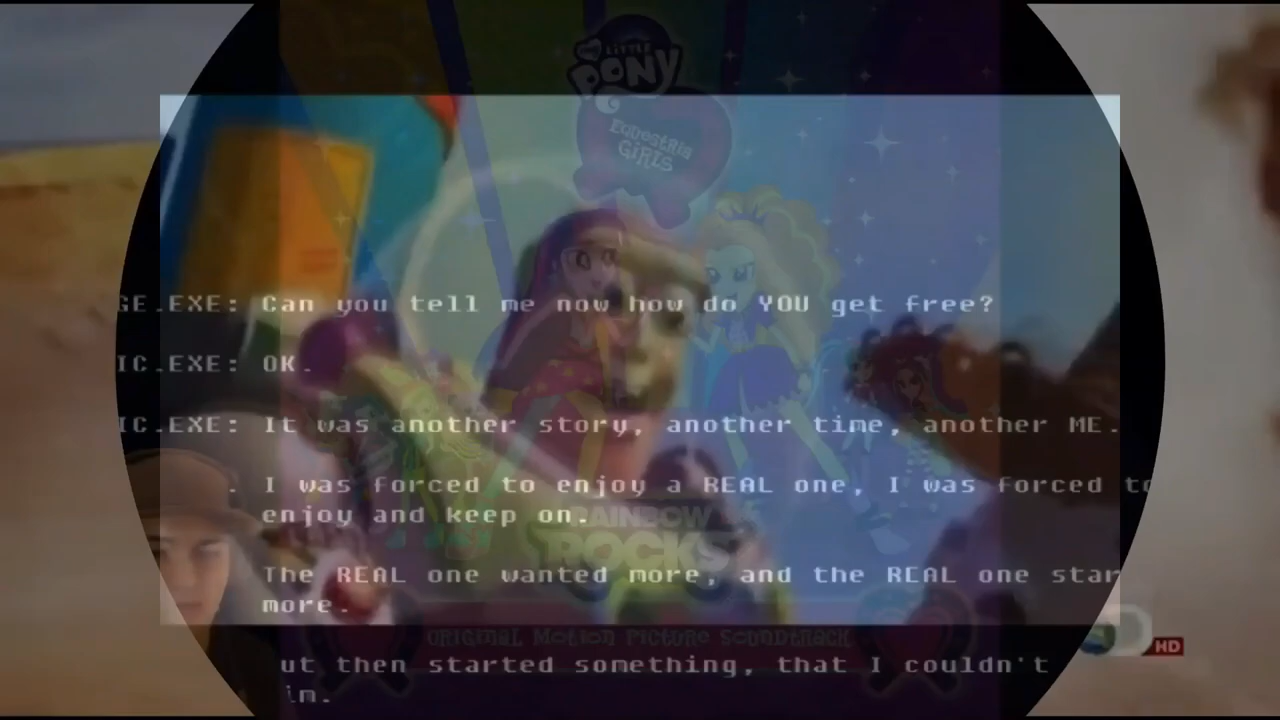 MY LITTLE
PONY
EQUESTRIA
GIRLS
GE.EXE: Can you tell me now how do YOU get free?
IC.EXE: OK.
IC.EXE: It was another story, another time, another ME.
. I was forced to enjoy a REAL one, I was forced to
enjoy and keep on.
RAINBOW
ROCKS
The REAL one wanted more, and the REAL one star
more.
ORIGINAL MOTION PICTURE SOUNDTRACK
HD
ut then started something, that I couldn't
im.